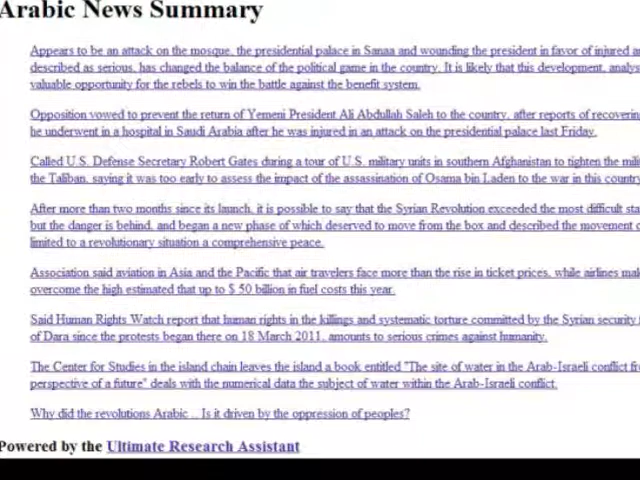 Arabic News Summary
Appears to be an attack on the mosque, the presidential palace in Sanaa and wounding the president in favor of injured
described as serious, has changed the balance of the political game in the country. It is likely that this development,
valuable opportunity for the rebels to win the battle against the benefit system.
Opposition vowed to prevent the return of Yemeni President Ali Abdullah Saleh to the country, after reports of
he underwent in a hospital in Saudi Arabia after he was injured in an attack on the presidential palace last Friday.
Called U.S. Defense Secretary Robert Gates during a tour of U.S. military units in southern Afghanistan to tighten the
the Taliban, saying it was too early to assess the impact of the assassination of Osama bin Laden to the war in this country
After more than two months since its launch, it is possible to say that the Syrian Revolution exceeded the most difficult
but the danger is behind, and began a new phase of which deserved to move from the box and described the movement
limited to a revolutionary situation a comprehensive peace.
Association said aviation in Asia and the Pacific that air travelers face more than the rise in ticket prices, while airlines
overcome the high estimated that up to $ 50 billion in fuel costs this year.
Said Human Rights Watch report that human rights in the killings and systematic torture committed by the Syrian security
of Dara since the protests began there on 18 March 2011, amounts to serious crimes against humanity.
The Center for Studies in the island chain leaves the island a book entitled "The site of water in the Arab-Israeli conflict
perspective of a future" deals with the numerical data the subject of water within the Arab-Israeli conflict.
Why did the revolutions Arabic .. Is it driven by the oppression of peoples?
Powered by the Ultimate Research Assistant